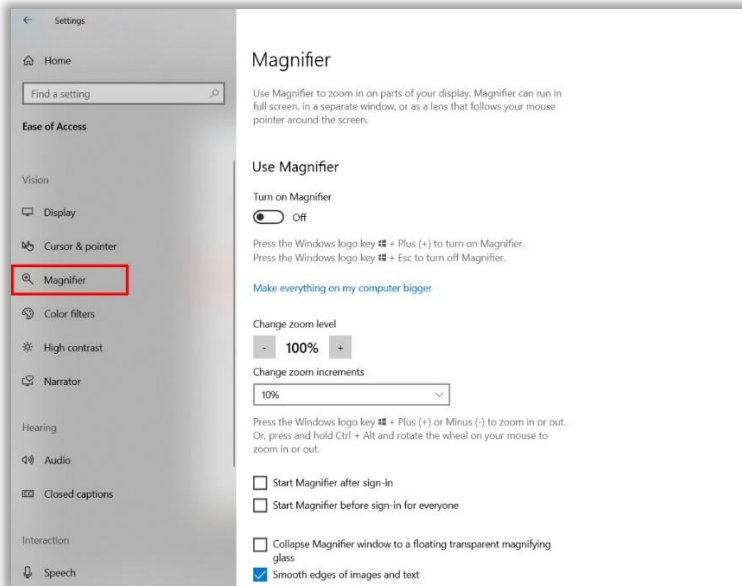 Settings
Home
Find a setting
Ease of Access
Vision
Display
Cursor & pointer
Magnifier
Color filters
High contrast
Narrator
Hearing
Audio
Closed captions
Interaction
Speech
Magnifier
Use Magnifier to zoom in on parts of your display. Magnifier can run in
full screen, in a separate window, or as a lens that follows your mouse
pointer around the screen.
Use Magnifier
Turn on Magnifier
Off
Press the Windows logo key + Plus (+) to turn on Magnifier.
Press the Windows logo key + Esc to turn off Magnifier.
Make everything on my computer bigger
Change zoom level
- 100% +
Change zoom increments
10%
Press the Windows logo key + Plus (+) or Minus (-) to zoom in or out.
Or, press and hold Ctrl + Alt and rotate the wheel on your mouse to
zoom in or out.
Start Magnifier after sign-in
Start Magnifier before sign-in for everyone
Collapse Magnifier window to a floating transparent magnifying
glass
Smooth edges of images and text